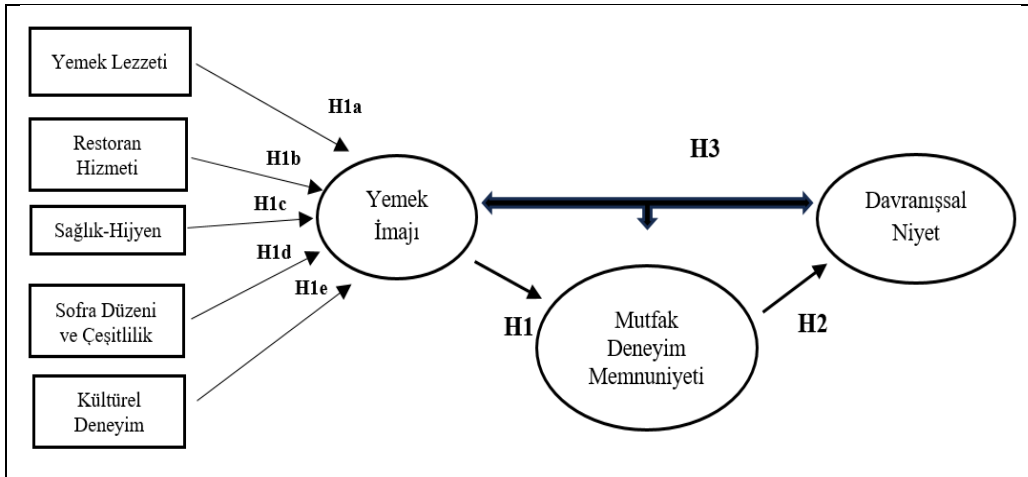 Yemek Lezzeti
H1a
Restoran
Hizmeti
H1b
Sağlık-Hijyen
H1c
Sofra Düzeni
ve Çeşitlilik
H1d
Kültürel
Deneyim
H1e
Yemek
İmajı
H3
H1
Mutfak
Deneyim
Memnuniyeti
H2
Davranışsal
Niyet